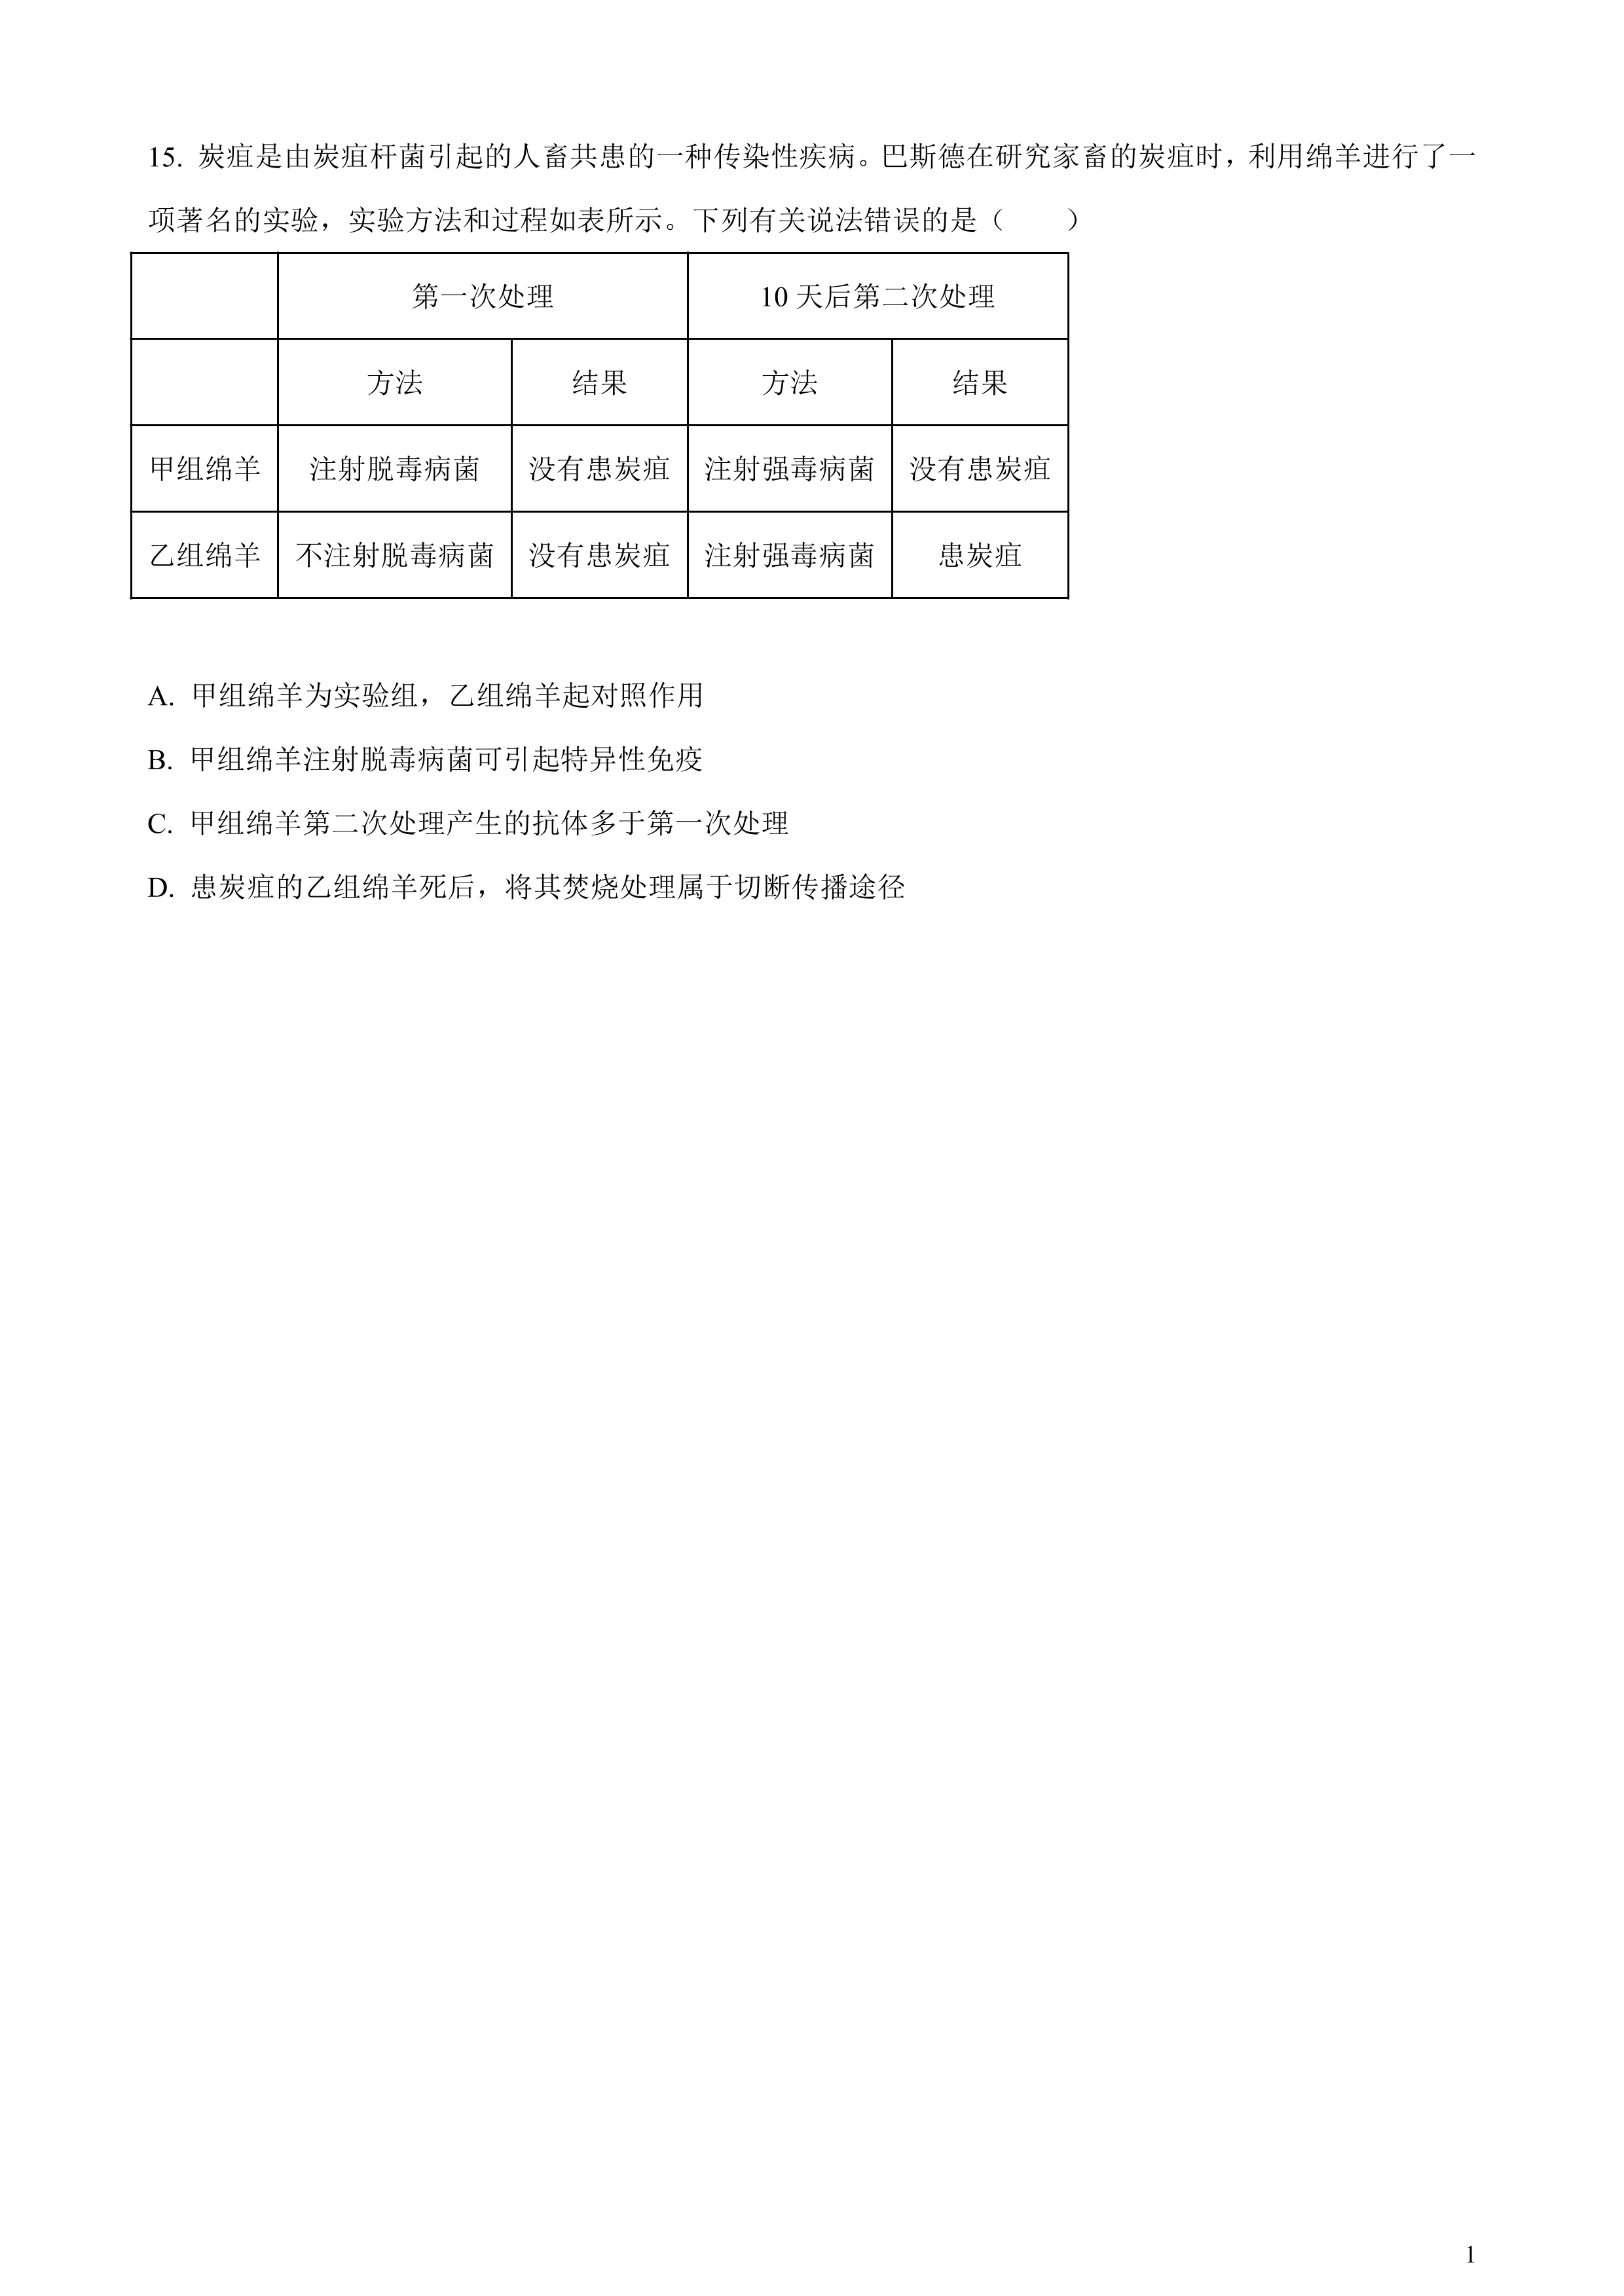 15. 炭疽是由炭疽杆菌引起的人畜共患的一种传染性疾病。巴斯德在研究家畜的炭疽时，利用绵羊进行了一
项著名的实验，实验方法和过程如表所示。下列有关说法错误的是（　　）
第一次处理 10 天后第二次处理
方法 结果 方法 结果
甲组绵羊 注射脱毒病菌 没有患炭疽 注射强毒病菌 没有患炭疽
乙组绵羊 不注射脱毒病菌 没有患炭疽 注射强毒病菌 患炭疽
A. 甲组绵羊为实验组，乙组绵羊起对照作用
B. 甲组绵羊注射脱毒病菌可引起特异性免疫
C. 甲组绵羊第二次处理产生的抗体多于第一次处理
D. 患炭疽的乙组绵羊死后，将其焚烧处理属于切断传播途径
1